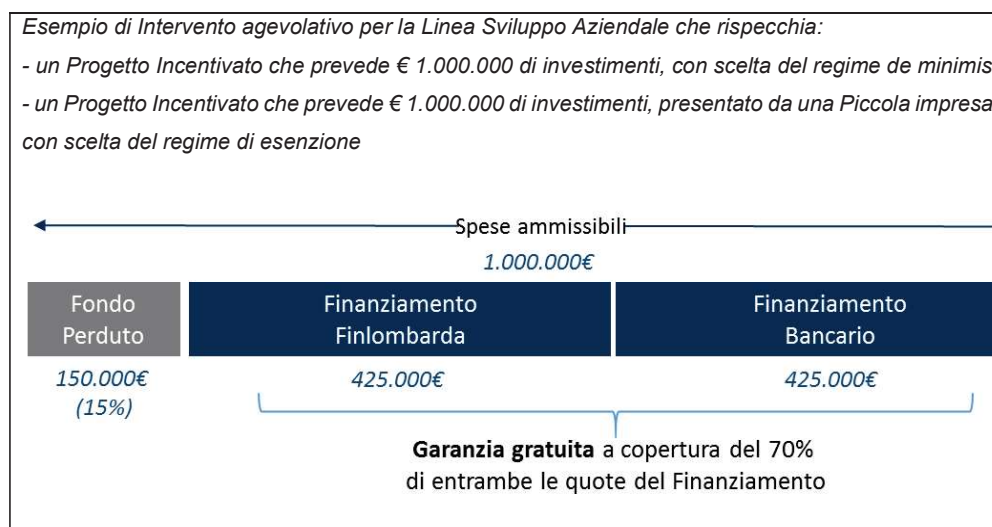 Esempio di Intervento agevolativo per la Linea Sviluppo Aziendale che rispecchia:
- un Progetto Incentivato che prevede € 1.000.000 di investimenti, con scelta del regime de minimis
- un Progetto Incentivato che prevede € 1.000.000 di investimenti, presentato da una Piccola impresa
con scelta del regime di esenzione
Spese ammissibili
1.000.000€
Fondo
Perduto
Finanziamento
Finlombarda
Finanziamento
Bancario
150.000€
(15%)
425.000€
425.000€
Garanzia gratuita a copertura del 70%
di entrambe le quote del Finanziamento